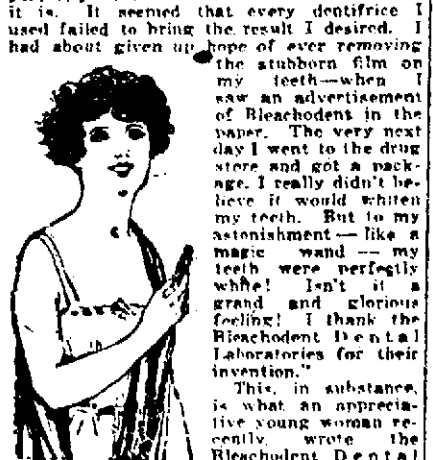 it is. It seemed that every dentifrice I
used failed to bring the result I desired. I
had about given up hope of ever removing
the stubborn film on
my teeth—when I
saw an advertisement
of Bleachodent in the
paper. The very next
day I went to the drug
store and got a pack-
age. I really didn't be-
lieve it would whiten
my teeth. But to my
astonishment — like a
magic wand — my
teeth were perfectly
white! Isn't it a
grand and glorious
feeling! I thank the
Bleachodent Dental
Laboratories for their
invention."
This, in substance,
is what an apprecia-
tive young woman re-
cently wrote the
Bleachodent Dental